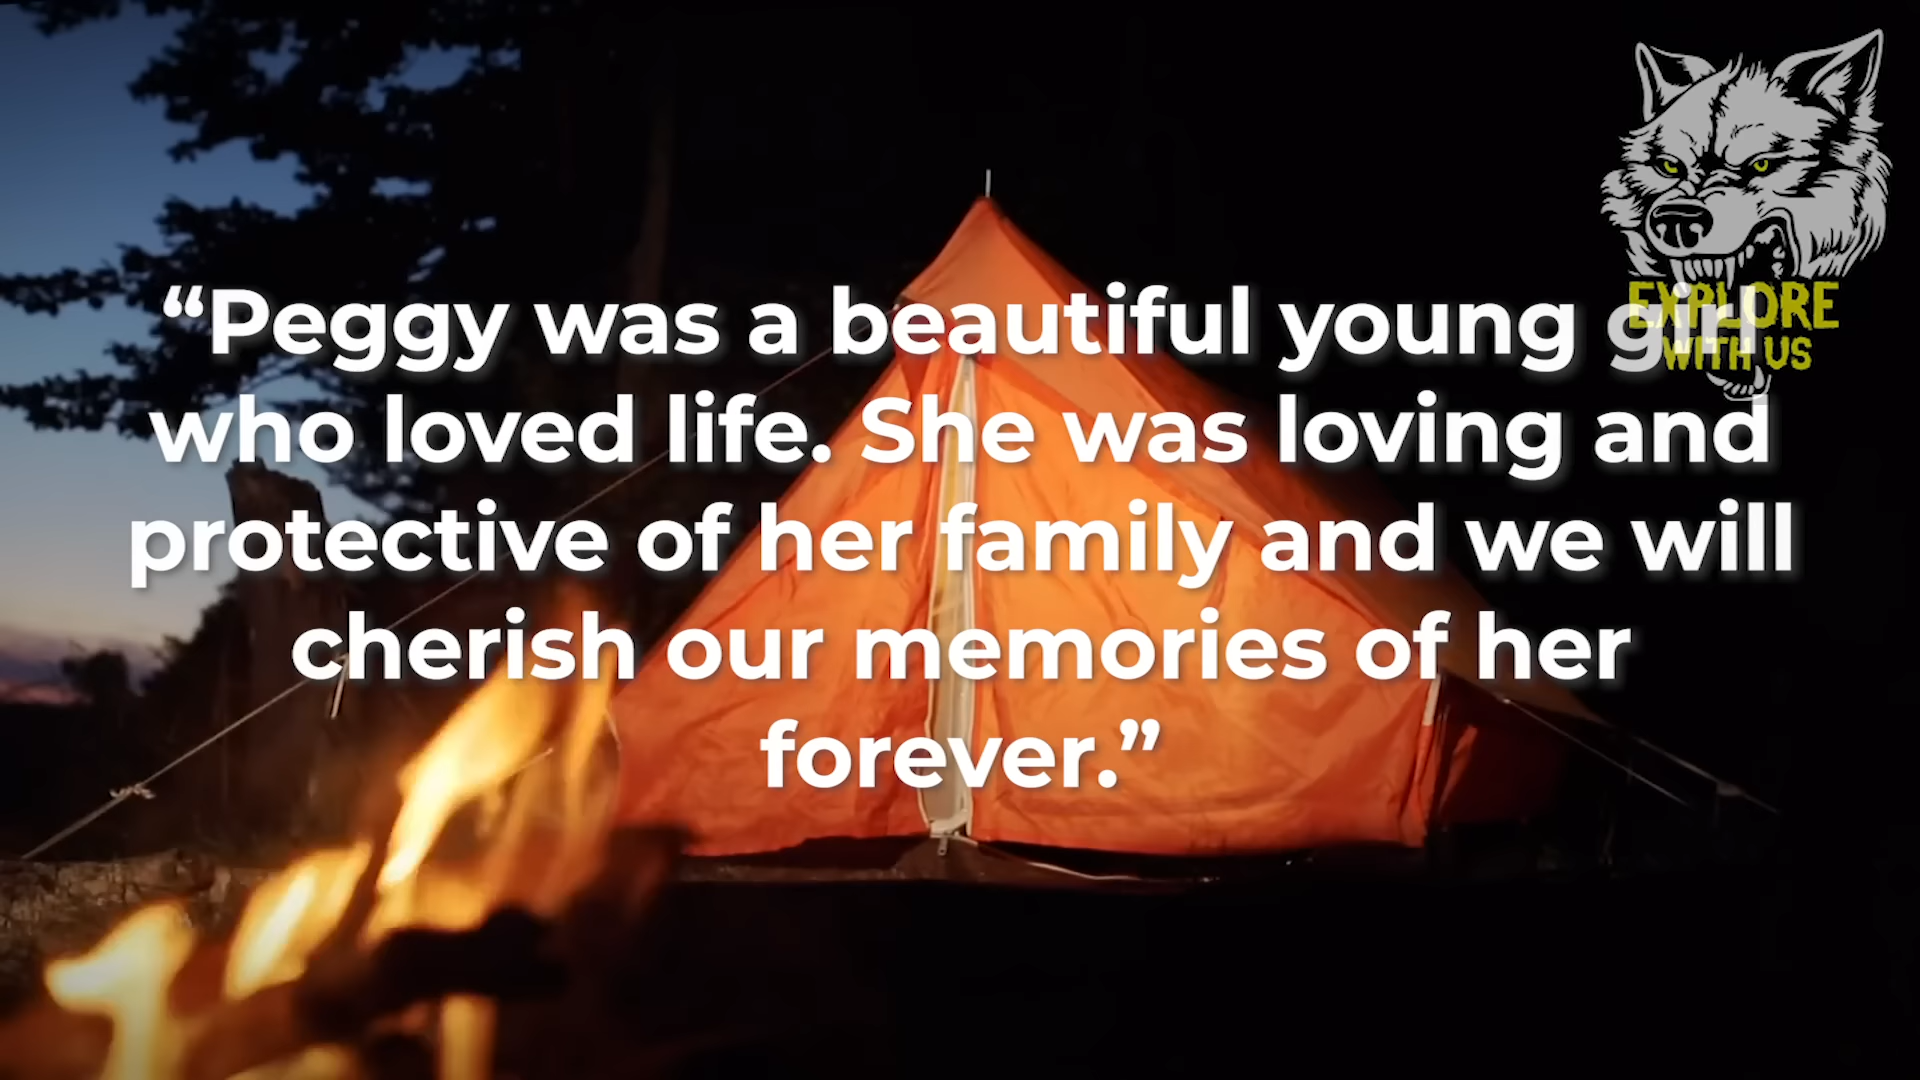 “Peggy was a beautiful young girl
who loved life. She was loving and
protective of her family and we will
cherish our memories of her
forever.”
EXPLORE
WITH US